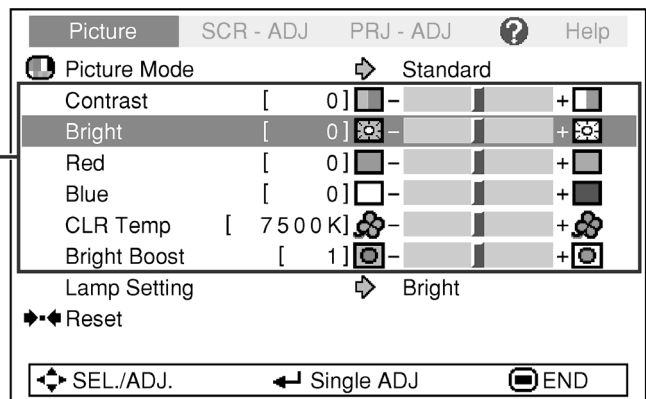 Picture SCR - ADJ PRJ - ADJ ? Help
Picture Mode Standard
Contrast [ 0] - +
Bright [ 0] - +
Red [ 0] - +
Blue [ 0] - +
CLR Temp [ 7500K] - +
Bright Boost [ 1] - +
Lamp Setting Bright
Reset
SEL./ADJ. Single ADJ END